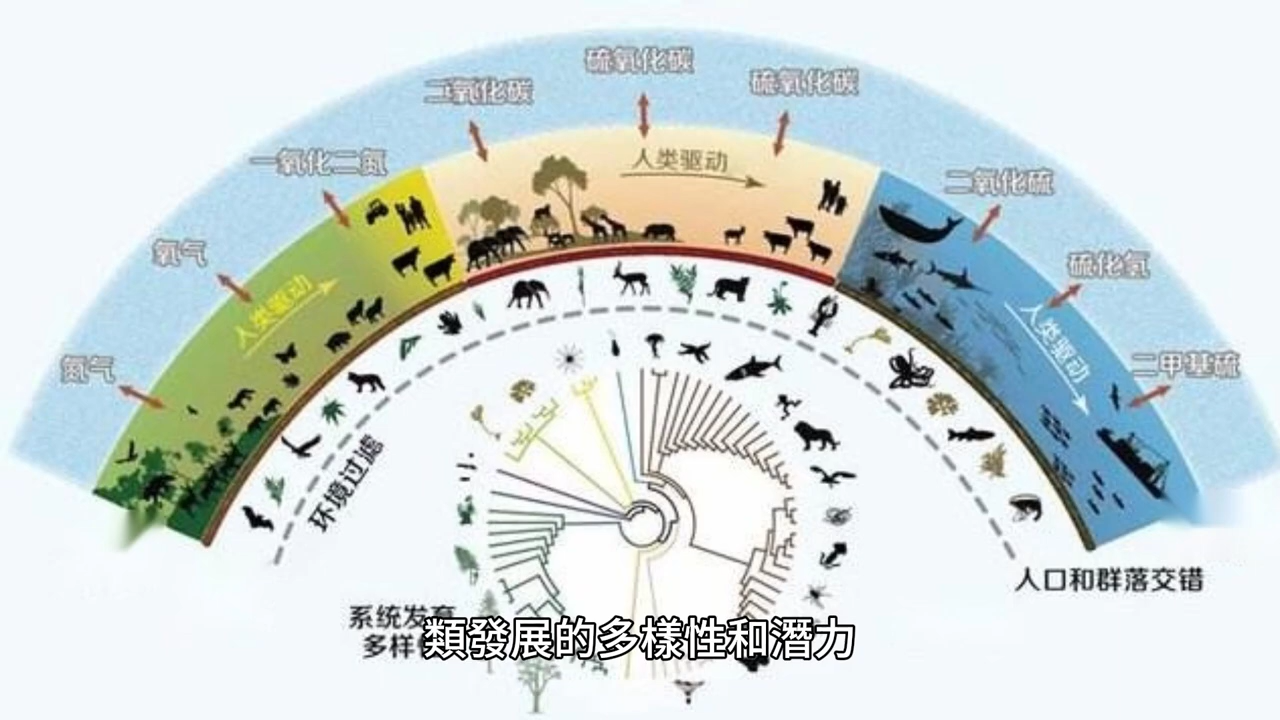 硫氧化碳
二氧化碳
硫氧化碳
一氧化二氮
人类驱动
二氧化硫
氧气
硫化氢
人类驱动
人类驱动
氮气
二甲基硫
环境过滤
人口和群落交错
系统发育
多样
類發展的多樣性和潛力